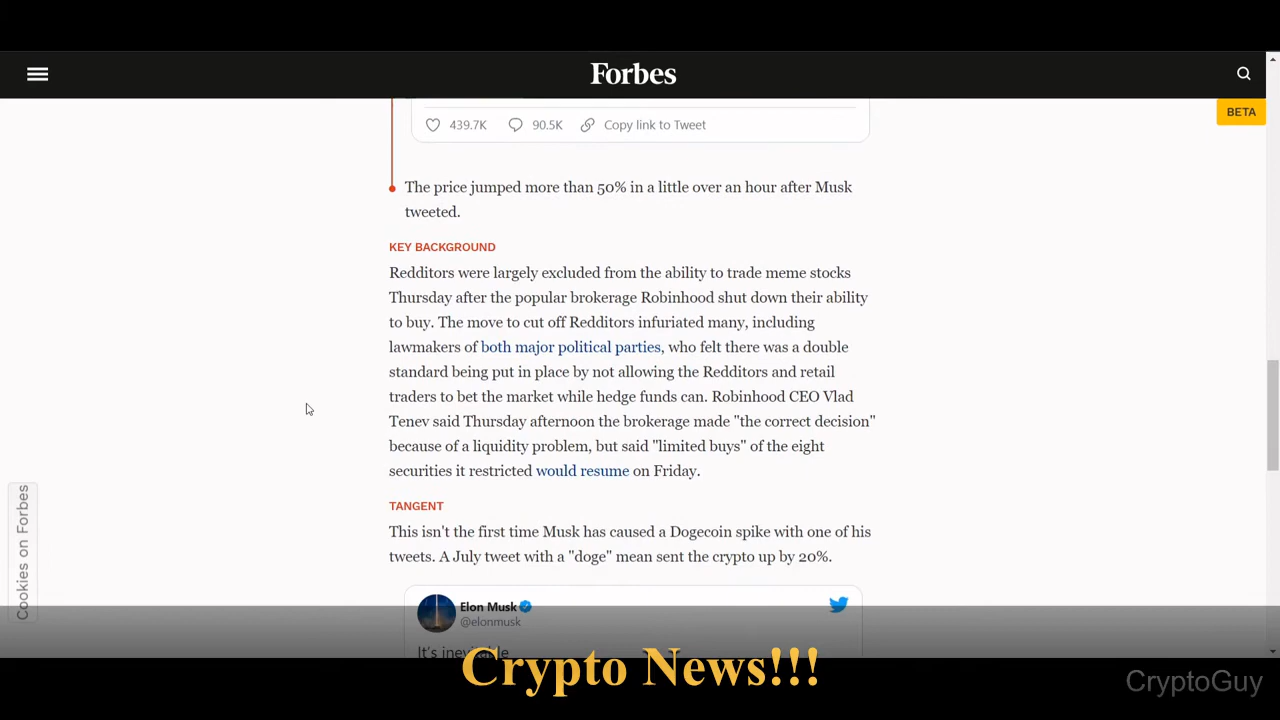 Forbes
BETA
439.7K 90.5K Copy link to Tweet
The price jumped more than 50% in a little over an hour after Musk
tweeted.
KEY BACKGROUND
Redditors were largely excluded from the ability to trade meme stocks
Thursday after the popular brokerage Robinhood shut down their ability
to buy. The move to cut off Redditors infuriated many, including
lawmakers of both major political parties, who felt there was a double
standard being put in place by not allowing the Redditors and retail
traders to bet the market while hedge funds can. Robinhood CEO Vlad
Tenev said Thursday afternoon the brokerage made "the correct decision"
because of a liquidity problem, but said "limited buys" of the eight
securities it restricted would resume on Friday.
TANGENT
This isn't the first time Musk has caused a Dogecoin spike with one of his
tweets. A July tweet with a "doge" mean sent the crypto up by 20%.
Cookies on Forbes
Elon Musk
@elonmusk
It's inevitable
Crypto News!!!
CryptoGuy